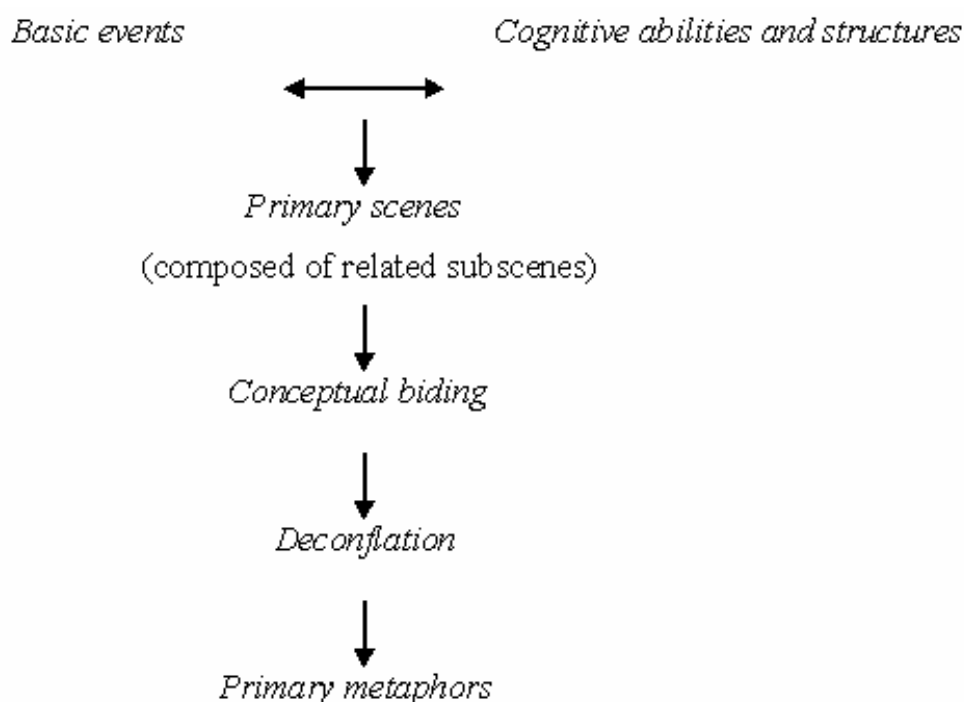 Basic events
Cognitive abilities and structures
Primary scenes
(composed of related subscenes)
Conceptual biding
Deconflation
Primary metaphors